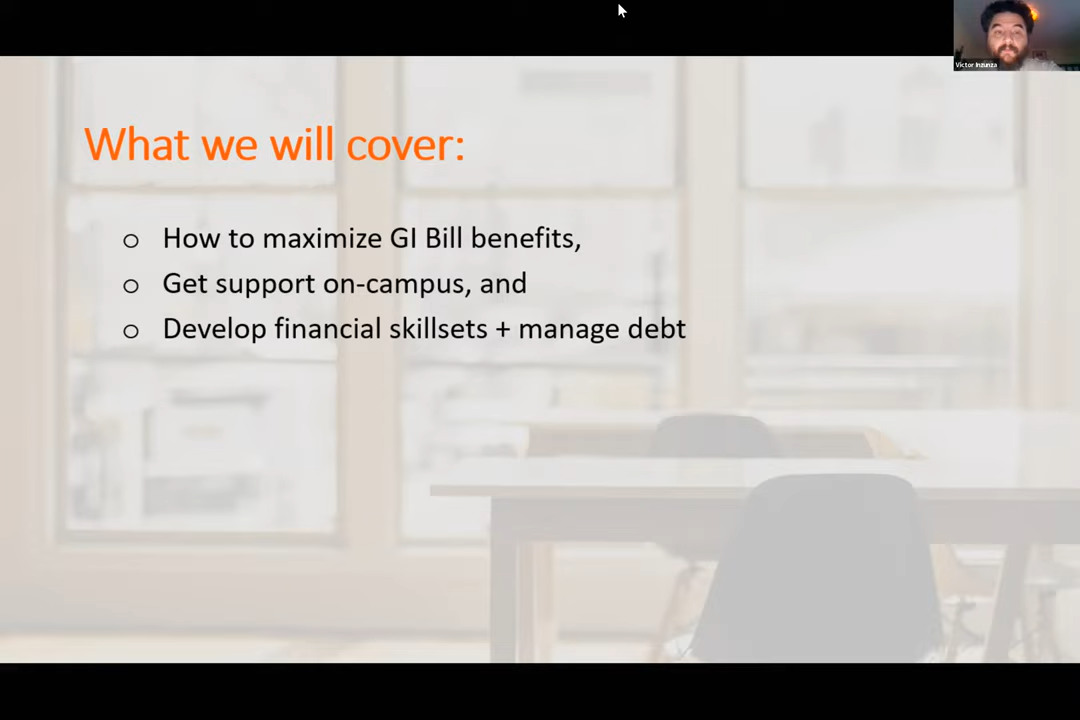 Victor Inzunza
What we will cover:
o How to maximize GI Bill benefits,
o Get support on-campus, and
o Develop financial skillsets + manage debt